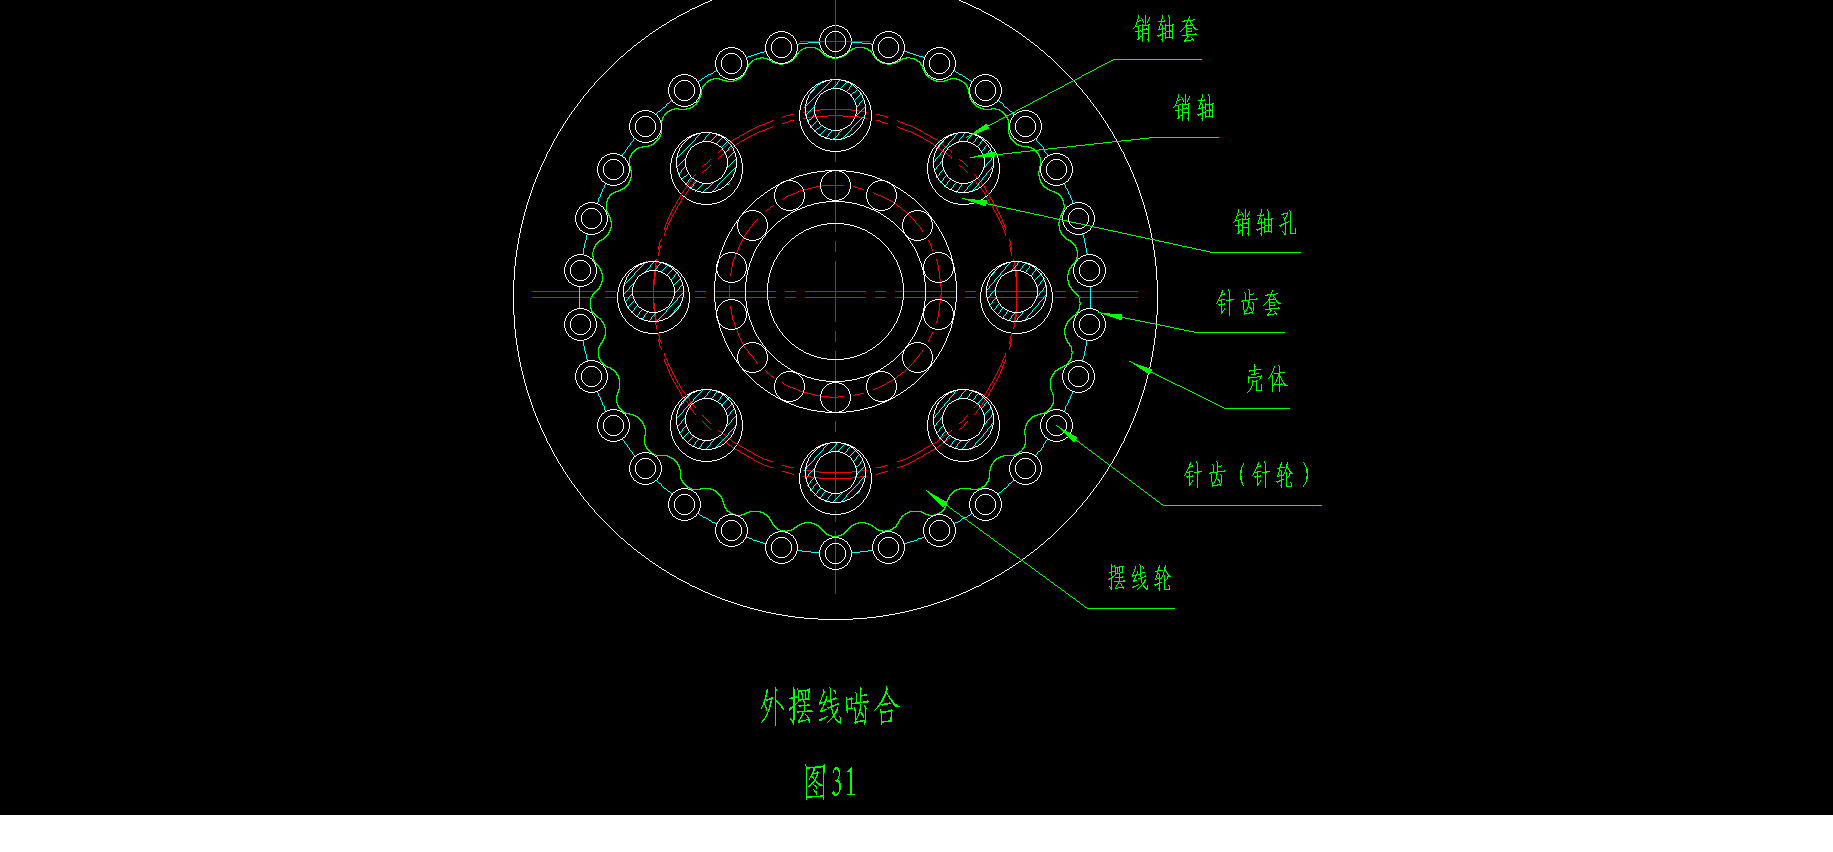 销轴套
销轴
销轴孔
针齿套
壳体
针齿（针轮）
摆线轮
外摆线啮合
图31